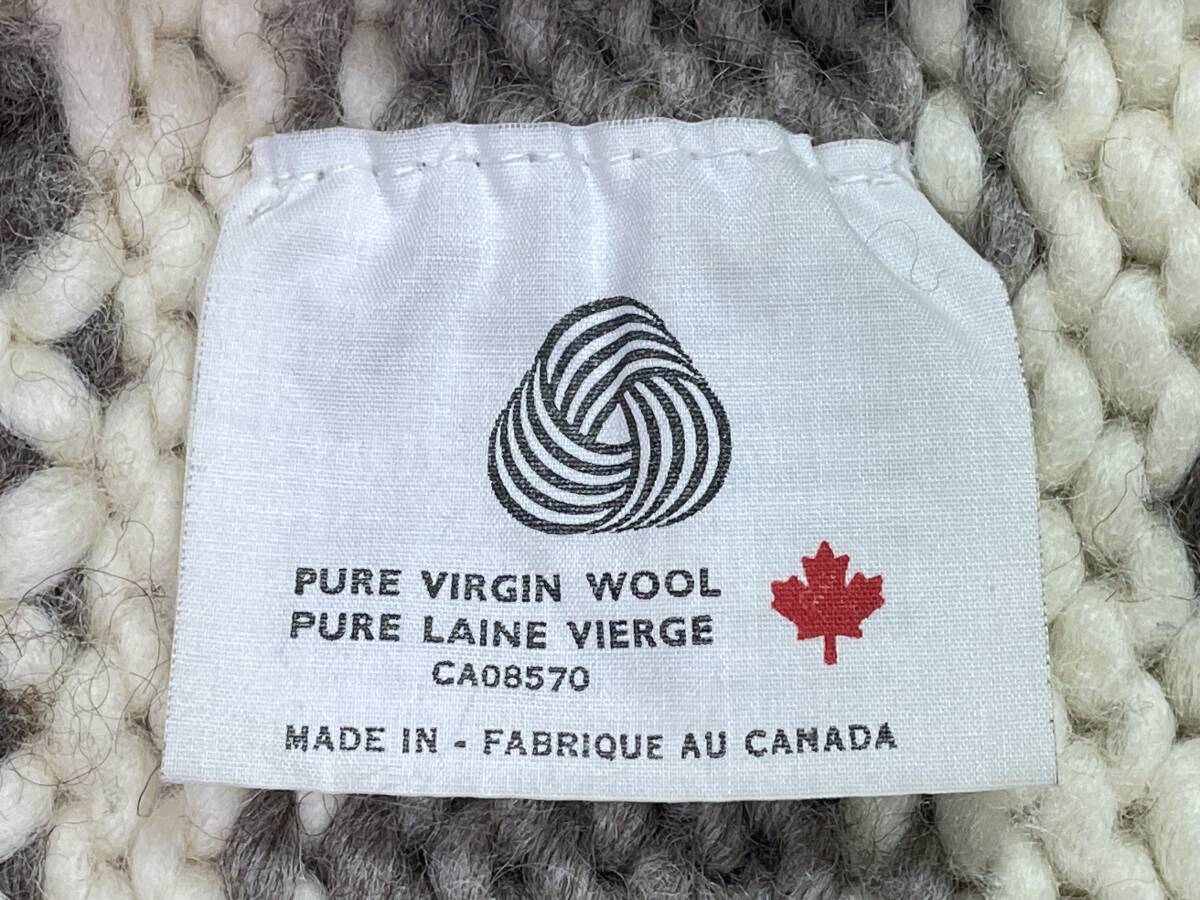 PURE VIRGIN WOOL
PURE LAINE VIERGE
CA08570
MADE IN - FABRIQUE AU CANADA